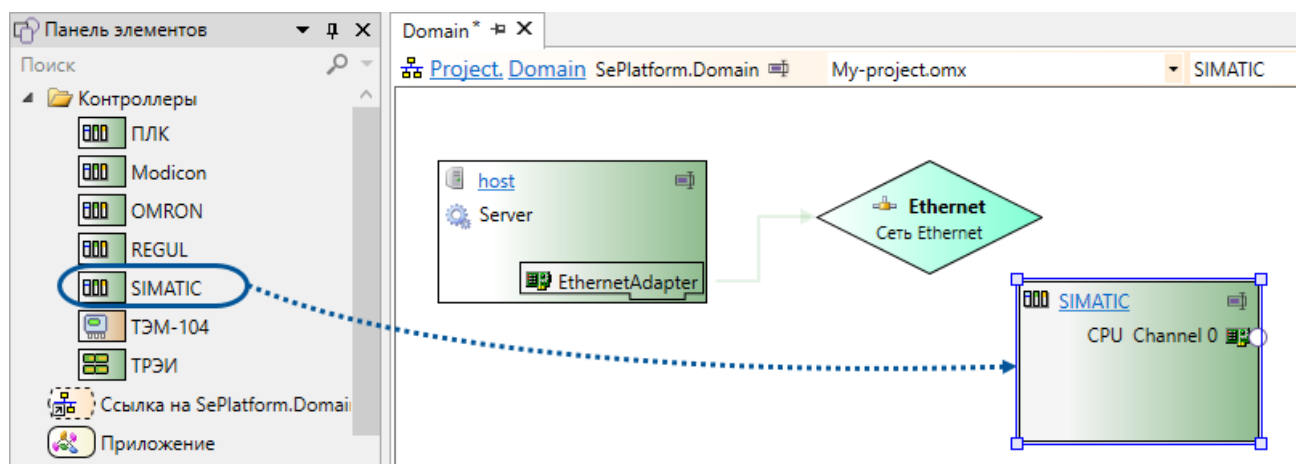 Панель элементов
Поиск
Контроллеры
ПЛК
Modicon
OMRON
REGUL
SIMATIC
ТЭМ-104
ТРЭИ
Ссылка на SePlatform.Domai
Приложение
Domain*
Project. Domain SePlatform.Domain My-project.omx SIMATIC
host
Server
EthernetAdapter
Ethernet
Сеть Ethernet
SIMATIC
CPU Channel 0